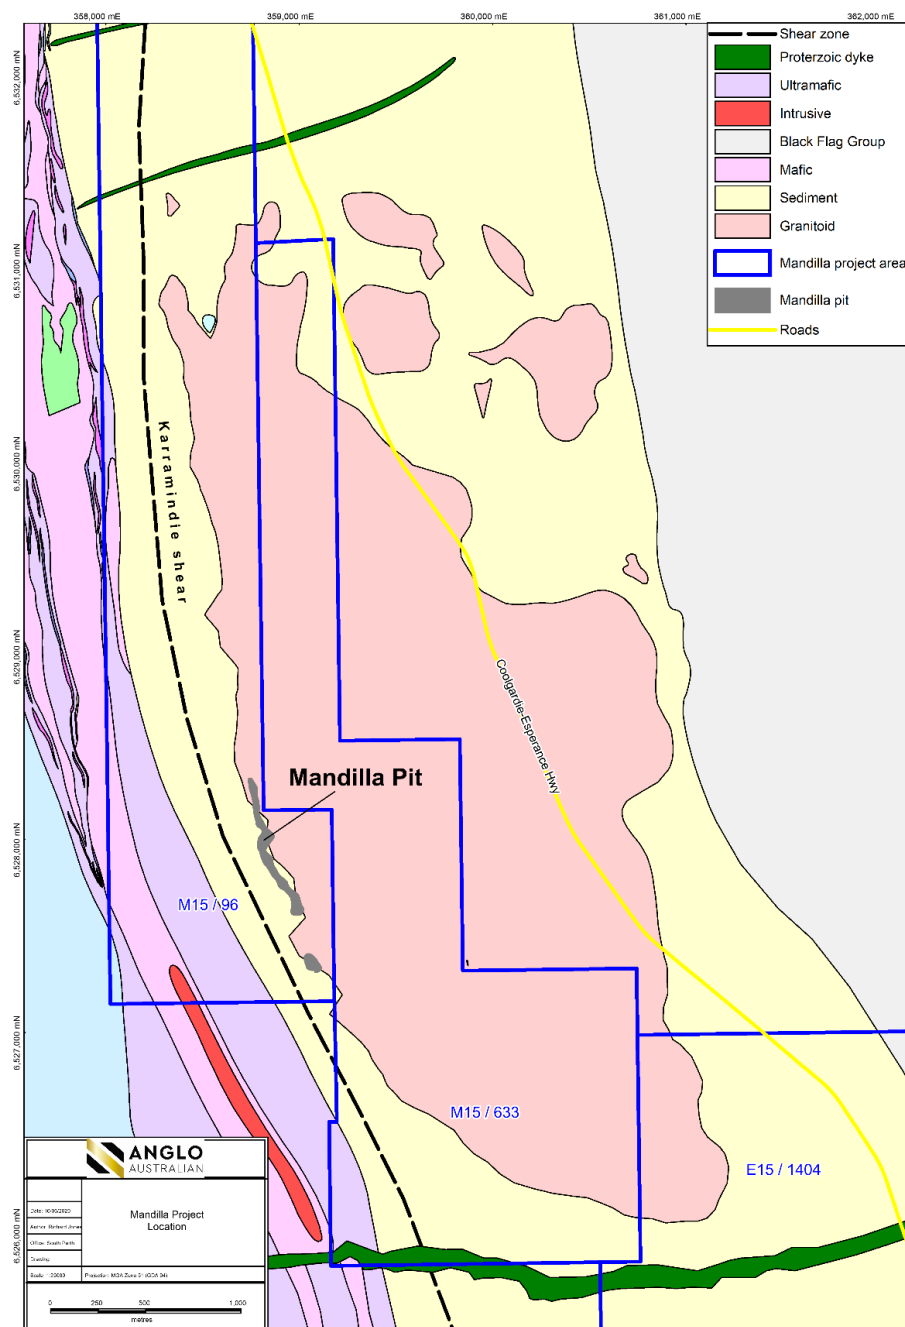 358,000 mE
359,000 mE
360,000 mE
361,000 mE
362,000 mE
6,532,000 mN
6,531,000 mN
6,530,000 mN
6,529,000 mN
6,528,000 mN
6,527,000 mN
6,526,000 mN
Shear zone
Proterzoic dyke
Ultramafic
Intrusive
Black Flag Group
Mafic
Sediment
Granitoid
Mandilla project area
Mandilla pit
Roads
Karramindie shear
Coolgardie-Esperance Hwy
Mandilla Pit
M15 / 96
M15 / 633
E15 / 1404
ANGLO
AUSTRALIAN
Mandilla Project
Location
Office: South Perth
Drawing:
0 250 500 1,000
metres